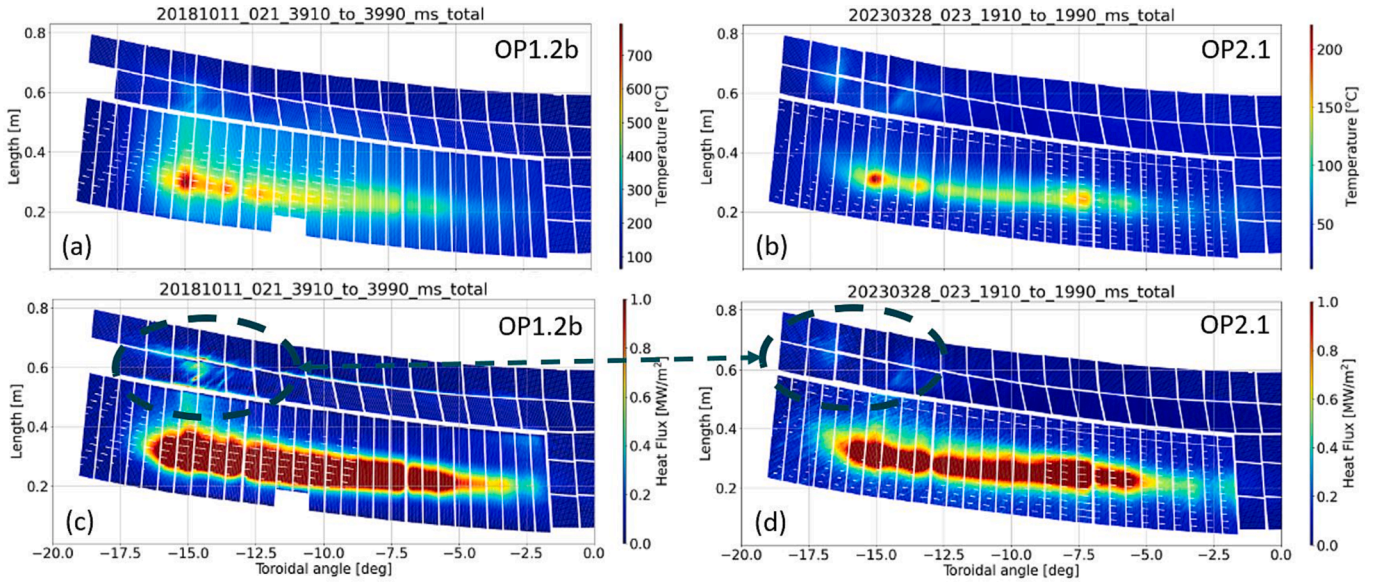 20181011_021_3910_to_3990_ms_total
0.8
0.6
0.4
0.2
Length [m]
OP1.2b
(a)
700
600
500
400
300
200
100
Temperature [°C]
20230328_023_1910_to_1990_ms_total
0.8
0.6
0.4
0.2
Length [m]
OP2.1
(b)
200
150
100
50
Temperature [°C]
20181011_021_3910_to_3990_ms_total
0.8
0.6
0.4
0.2
Length [m]
OP1.2b
(c)
1.0
0.8
0.6
0.4
0.2
0.0
Heat Flux [MW/m²]
−20.0 −17.5 −15.0 −12.5 −10.0 −7.5 −5.0 −2.5 0.0
Toroidal angle [deg]
20230328_023_1910_to_1990_ms_total
0.8
0.6
0.4
0.2
Length [m]
OP2.1
(d)
1.0
0.8
0.6
0.4
0.2
0.0
Heat Flux [MW/m²]
−20.0 −17.5 −15.0 −12.5 −10.0 −7.5 −5.0 −2.5 0.0
Toroidal angle [deg]